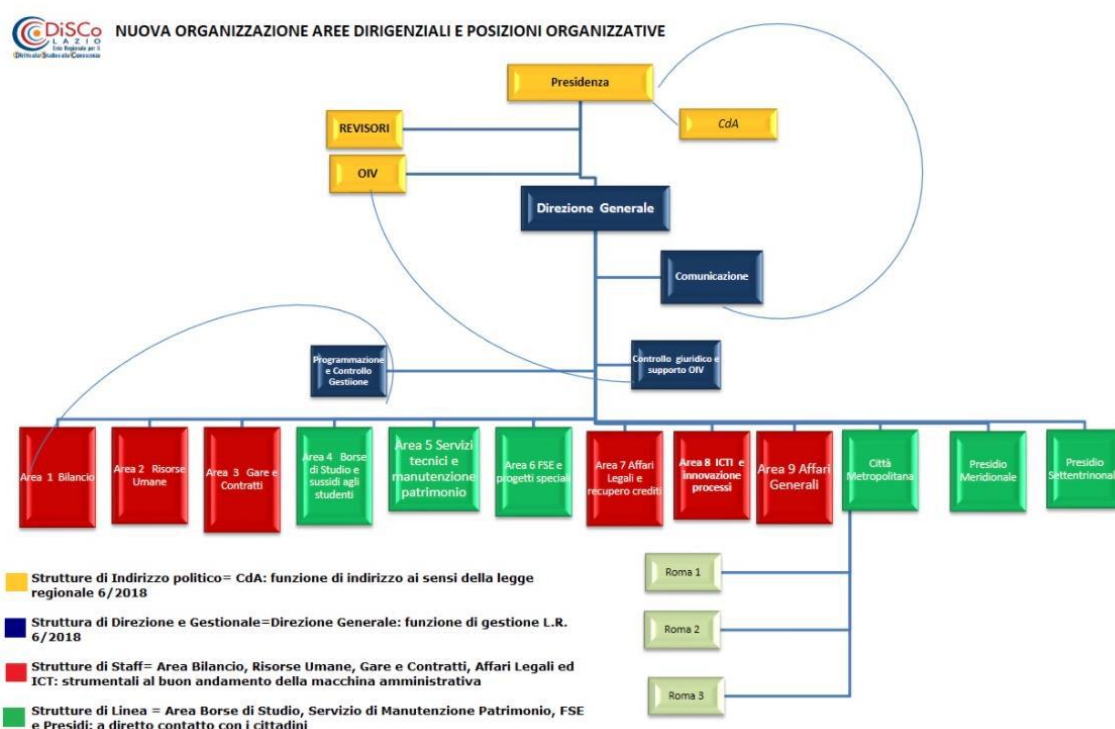 DiSCo
LAZIO
NUOVA ORGANIZZAZIONE AREE DIRIGENZIALI E POSIZIONI ORGANIZZATIVE
Presidenza
CdA
REVISORI
OIV
Direzione Generale
Comunicazione
Programmazione
e Controllo
Gestiione
Controllo giuridico e
supporto OIV
Area 1 Bilancio
Area 2 Risorse
Umane
Area 3 Gare e
Contratti
Area 4 Borse
di Studio e
sussidi agli
studenti
Area 5 Servizi
tecnici e
manutenzione
patrimonio
Area 6 FSE e
progetti speciali
Area 7 Affari
Legali e
recupero crediti
Area 8 ICTI e
innovazione
processi
Area 9 Affari
Generali
Città
Metropolitana
Presidio
Meridionale
Presidio
Settentrinonale
Roma 1
Roma 2
Roma 3
Strutture di Indirizzo politico= CdA: funzione di indirizzo ai sensi della legge
regionale 6/2018
Struttura di Direzione e Gestionale=Direzione Generale: funzione di gestione L.R.
6/2018
Strutture di Staff= Area Bilancio, Risorse Umane, Gare e Contratti, Affari Legali ed
ICT: strumentali al buon andamento della macchina amministrativa
Strutture di Linea = Area Borse di Studio, Servizio di Manutenzione Patrimonio, FSE
e Presidi: a diretto contatto con i cittadini